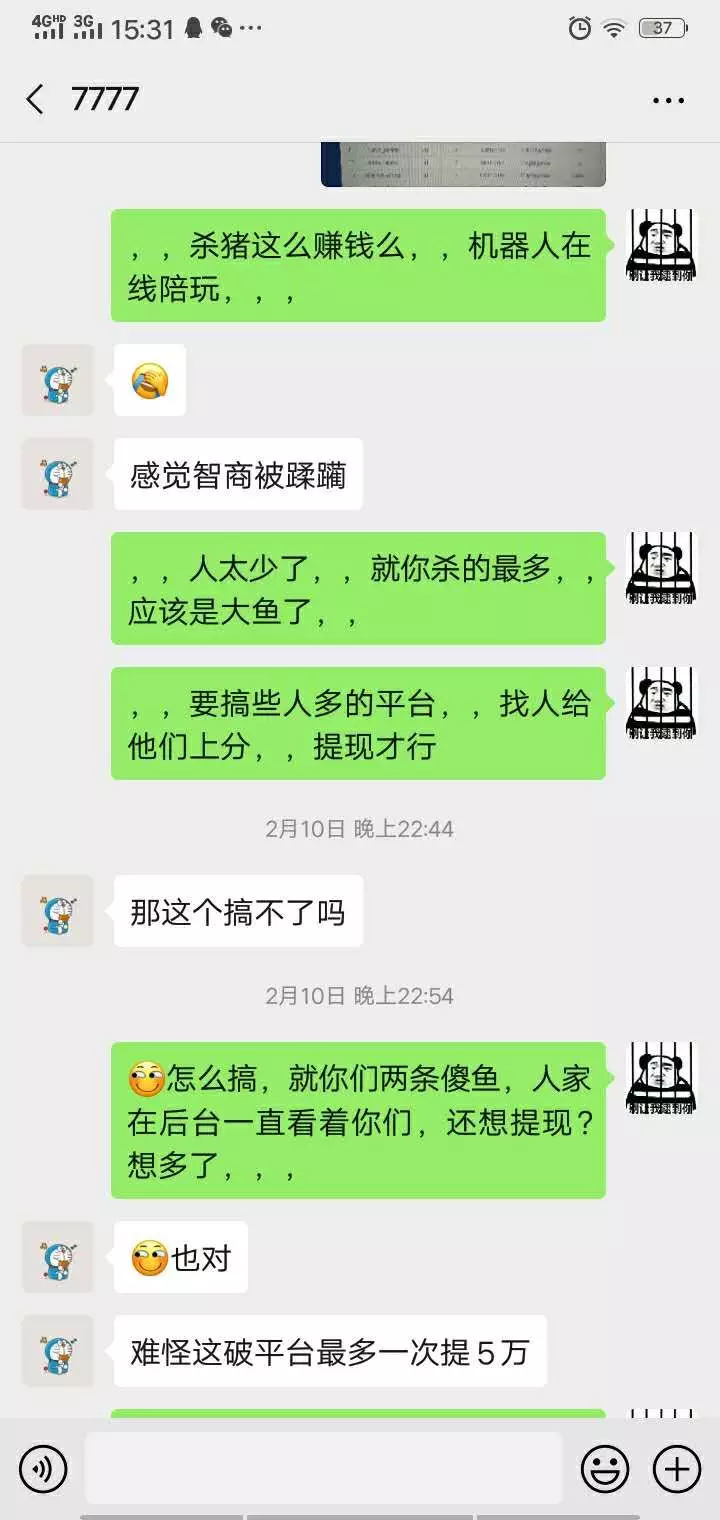 4GHD 3G 15:31
37
7777
，，杀猪这么赚钱么，，机器人在
线陪玩，，，
感觉智商被蹂躏
，，人太少了，，就你杀的最多，，
应该是大鱼了，，
，，要搞些人多的平台，，找人给
他们上分，，提现才行
2月10日 晚上22:44
那这个搞不了吗
2月10日 晚上22:54
怎么搞，就你们两条傻鱼，人家
在后台一直看着你们，还想提现？
想多了，，，
也对
难怪这破平台最多一次提５万